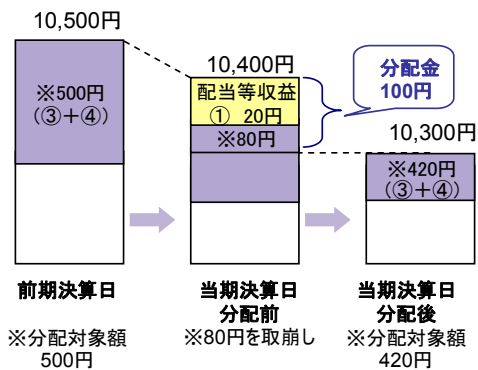 10,500円
※500円
(③+④)
前期決算日
※分配対象額
500円
10,400円
配当等収益
① 20円
※80円
当期決算日
分配前
※80円を取崩し
分配金
100円
10,300円
※420円
(③+④)
当期決算日
分配後
※分配対象額
420円